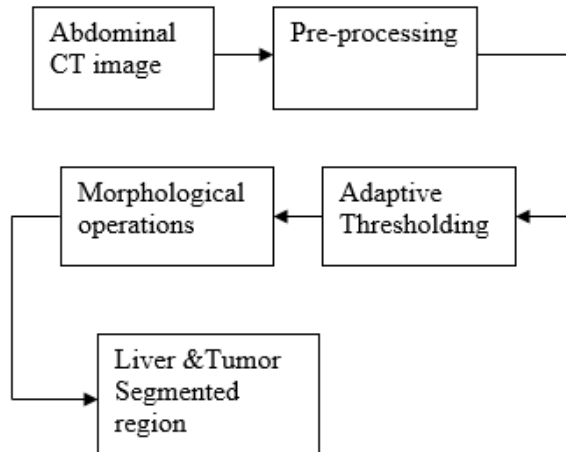 Abdominal
CT image
Pre-processing
Adaptive
Thresholding
Morphological
operations
Liver &Tumor
Segmented
region